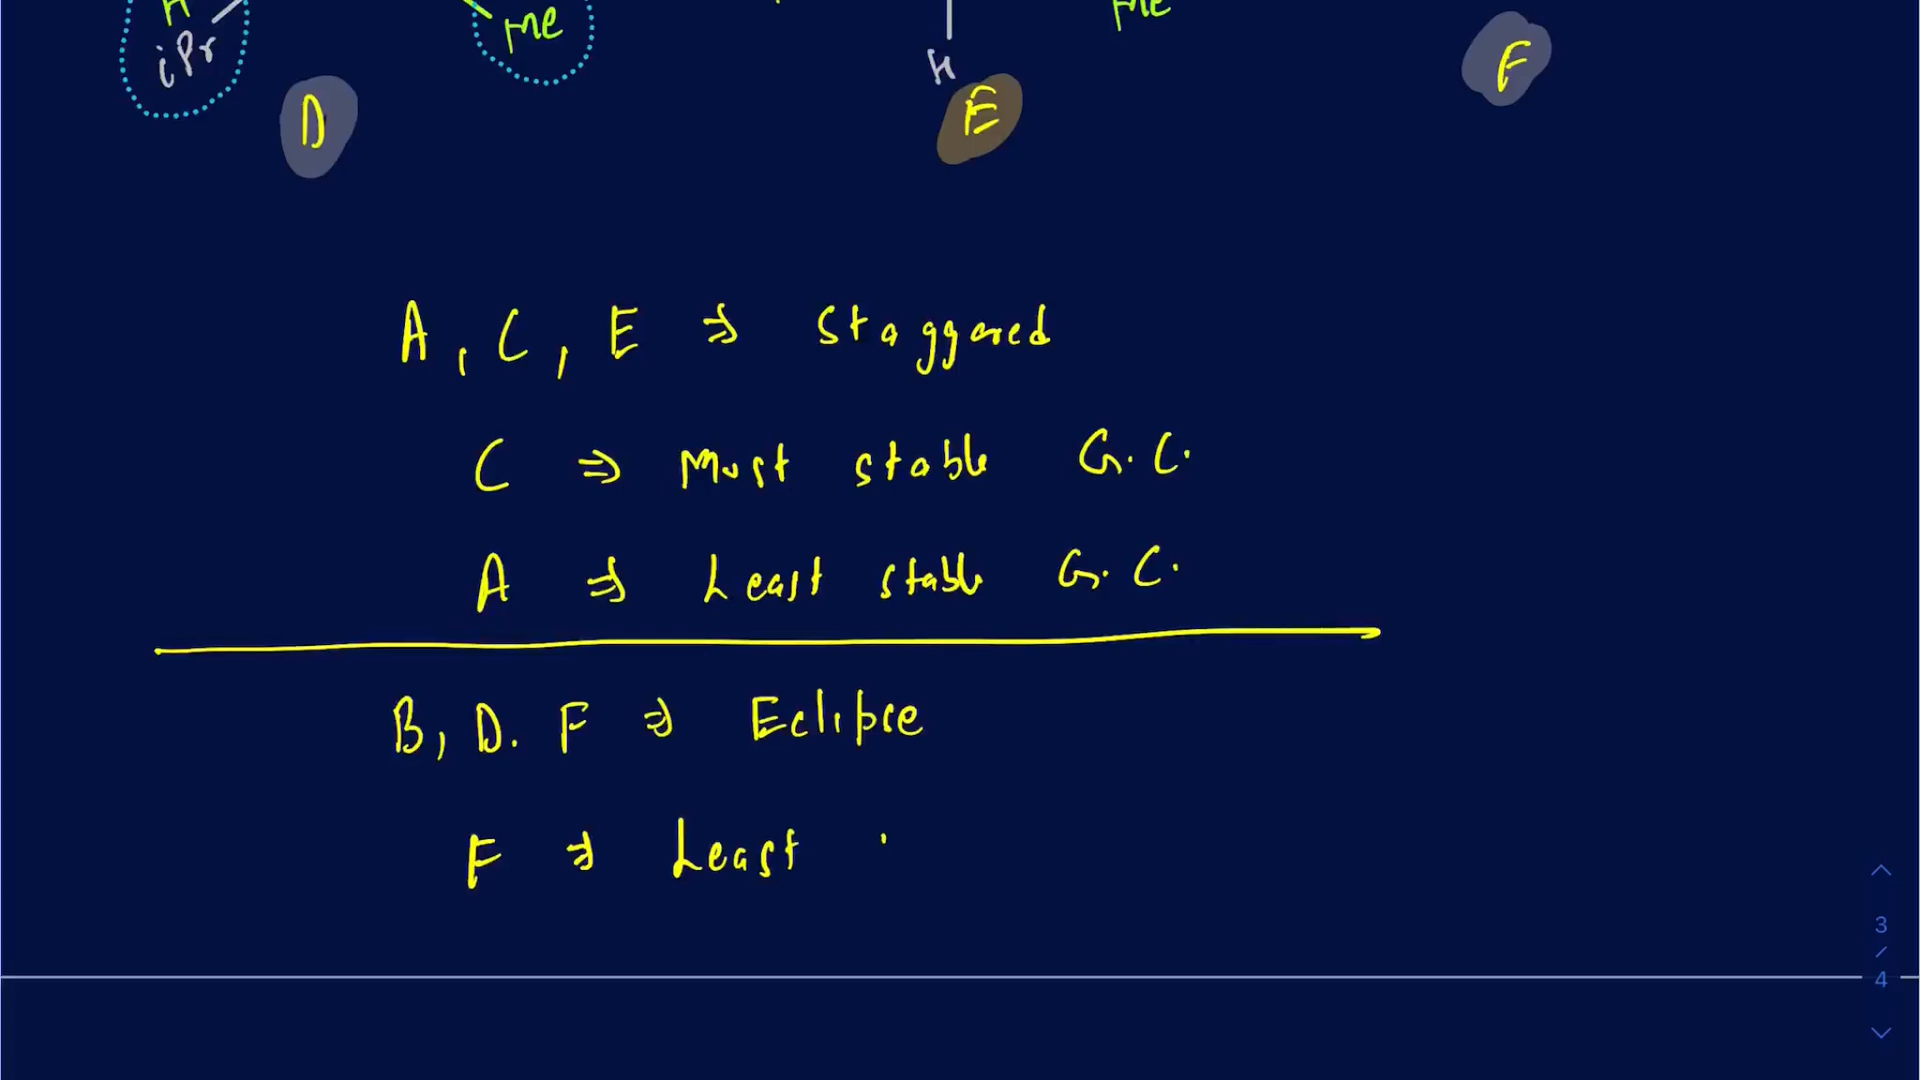 H
iPr
Me
H
Me
D
E
F
A, C, E ⇒ Staggered
C ⇒ Most stable G.C.
A ⇒ Least stable G.C.
B, D. F ⇒ Eclipse
F ⇒ Least
3
/
4